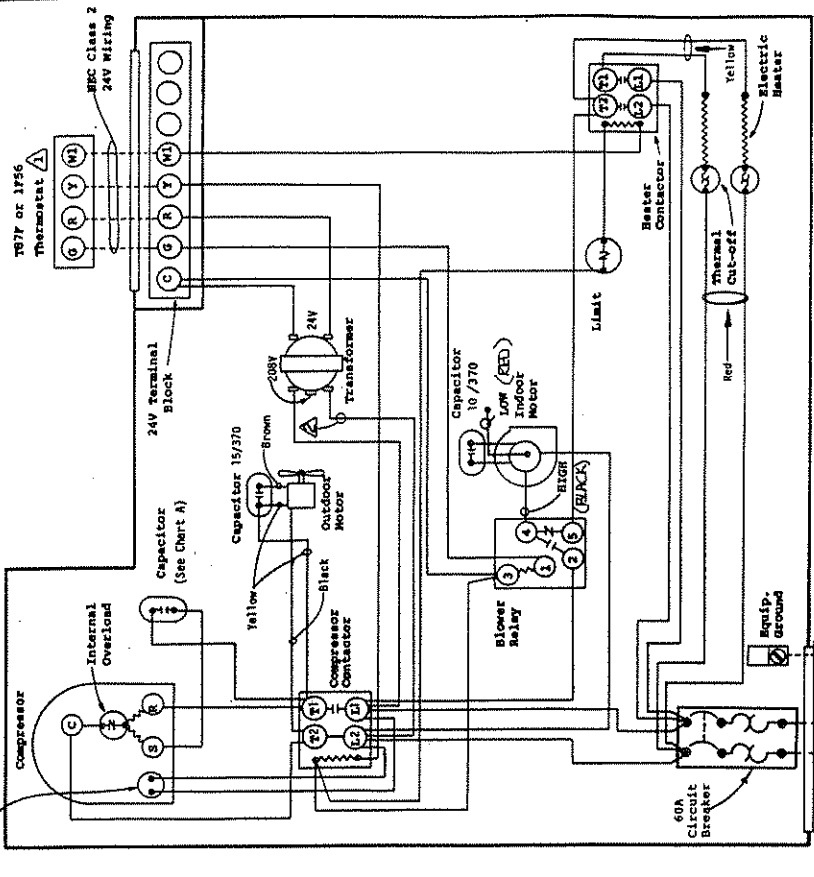 T87F or 1F56
Thermostat 1
NEC Class 2
24V Wiring
G
R
Y
W1
C
G
R
Y
W1
24V Terminal
Block
208V
24V
Transformer
2
Capacitor 15/370
Brown
Outdoor
Motor
Yellow
Black
Capacitor
(See Chart A)
Compressor
Internal
Overload
C
S
R
Compressor
Contactor
T1
L1
T2
L2
Capacitor
10/370
LOW (RED)
Indoor
Motor
HIGH
(BLACK)
Blower
Relay
3
1
4
2
5
Limit
Heater
Contactor
T1
L1
T2
L2
Yellow
Electric
Heater
Thermal
Cut-off
Red
Equip.
Ground
60A
Circuit
Breaker